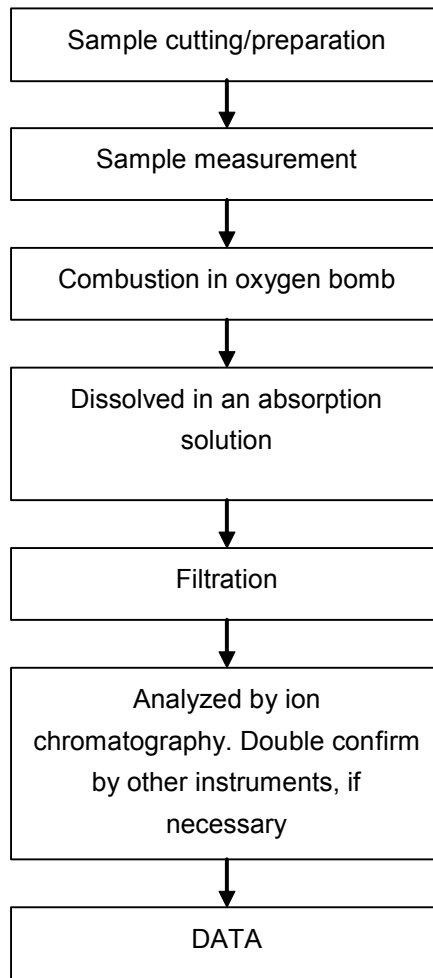 Sample cutting/preparation
Sample measurement
Combustion in oxygen bomb
Dissolved in an absorption
solution
Filtration
Analyzed by ion
chromatography. Double confirm
by other instruments, if
necessary
DATA